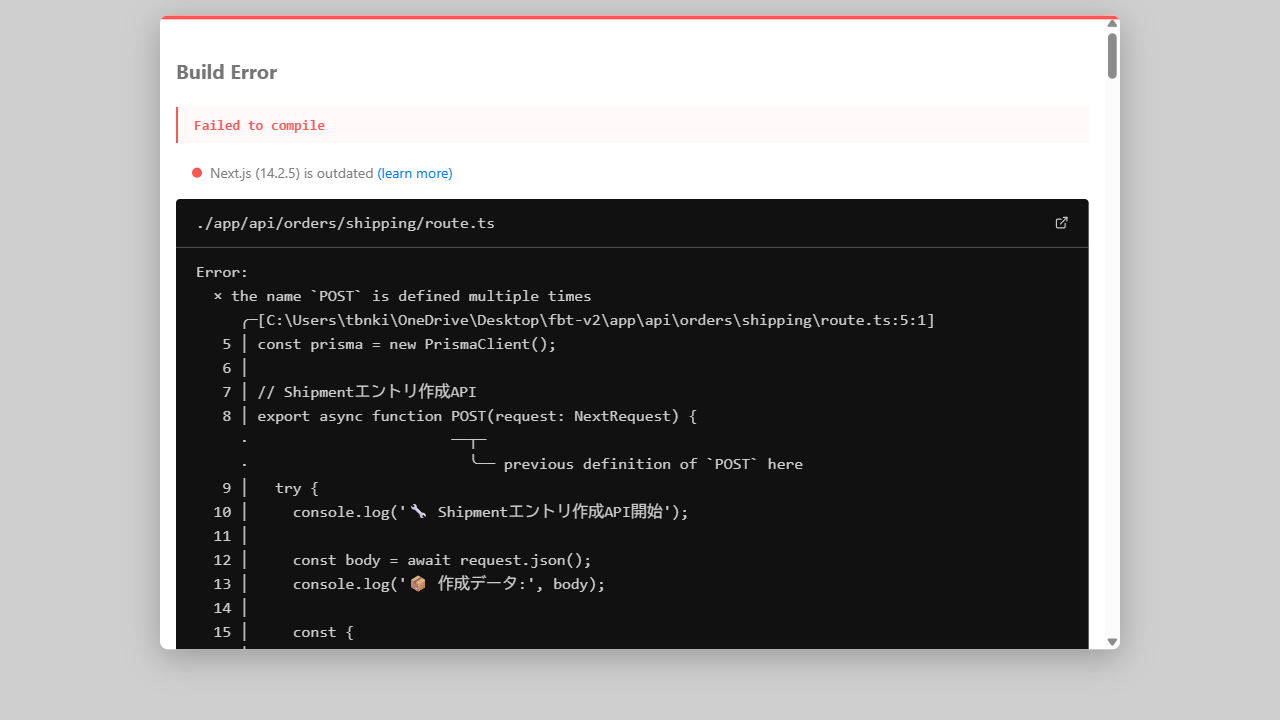 Build Error
Failed to compile
Next.js (14.2.5) is outdated (learn more)
./app/api/orders/shipping/route.ts
Error:
  × the name `POST` is defined multiple times
     ╭─[C:\Users\tbnki\OneDrive\Desktop\fbt-v2\app\api\orders\shipping\route.ts:5:1]
   5 │ const prisma = new PrismaClient();
   6 │
   7 │ // Shipmentエントリ作成API
   8 │ export async function POST(request: NextRequest) {
     ·                       ──┬─
     ·                         ╰── previous definition of `POST` here
   9 │   try {
  10 │     console.log('🔧 Shipmentエントリ作成API開始');
  11 │
  12 │     const body = await request.json();
  13 │     console.log('📦 作成データ:', body);
  14 │
  15 │     const {